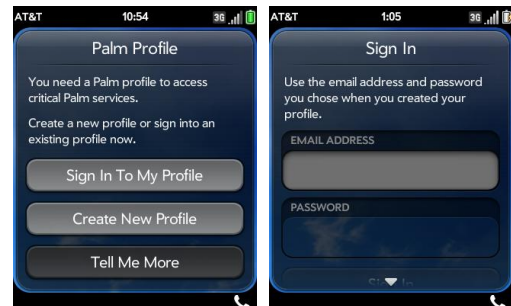 AT&T 10:54 3G
Palm Profile
You need a Palm profile to access
critical Palm services.
Create a new profile or sign into an
existing profile now.
Sign In To My Profile
Create New Profile
Tell Me More
AT&T 1:05 3G
Sign In
Use the email address and password
you chose when you created your
profile.
EMAIL ADDRESS
PASSWORD
Sign In